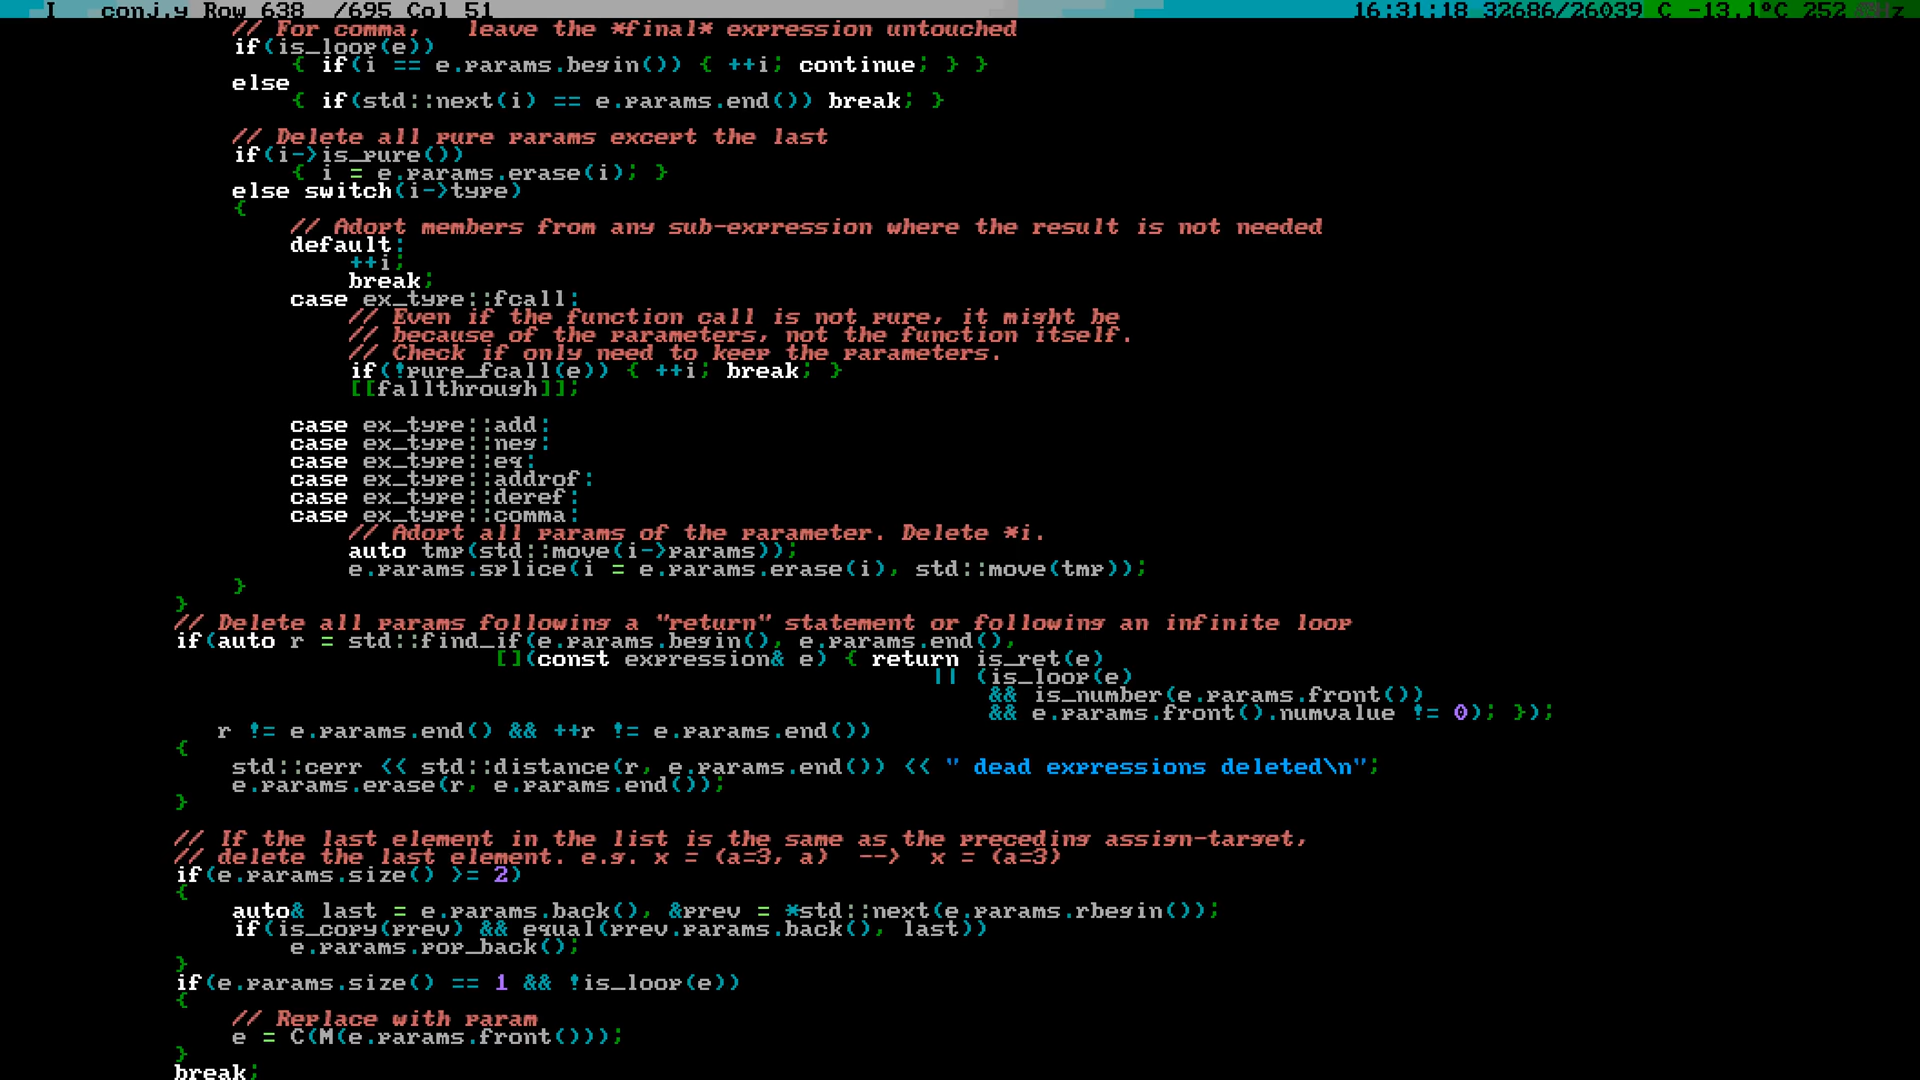 I   conj.y Row 638  /695 Col 51   16:31:18 32686/26039 C -13.1°C 252
// For comma,   leave the *final* expression untouched
if(is_loop(e))
{ if(i == e.params.begin()) { ++i; continue; } }
else
{ if(std::next(i) == e.params.end()) break; }
// Delete all pure params except the last
if(i->is_pure())
{ i = e.params.erase(i); }
else switch(i->type)
{
// Adopt members from any sub-expression where the result is not needed
default:
++i;
break;
case ex_type::fcall:
// Even if the function call is not pure, it might be
// because of the parameters, not the function itself.
// Check if only need to keep the parameters.
if(!pure_fcall(e)) { ++i; break; }
[[fallthrough]];
case ex_type::add:
case ex_type::neg:
case ex_type::eq:
case ex_type::addrof:
case ex_type::deref:
case ex_type::comma:
// Adopt all params of the parameter. Delete *i.
auto tmp(std::move(i->params));
e.params.splice(i = e.params.erase(i), std::move(tmp));
}
}
// Delete all params following a "return" statement or following an infinite loop
if(auto r = std::find_if(e.params.begin(), e.params.end(),
[](const expression& e) { return is_ret(e)
|| (is_loop(e)
&& is_number(e.params.front())
&& e.params.front().numvalue != 0); });
r != e.params.end() && ++r != e.params.end())
{
std::cerr << std::distance(r, e.params.end()) << " dead expressions deleted\n";
e.params.erase(r, e.params.end());
}
// If the last element in the list is the same as the preceding assign-target,
// delete the last element. e.g. x = (a=3, a)  --> x = (a=3)
if(e.params.size() >= 2)
{
auto& last = e.params.back(), &prev = *std::next(e.params.rbegin());
if(is_copy(prev) && equal(prev.params.back(), last))
e.params.pop_back();
}
if(e.params.size() == 1 && !is_loop(e))
{
// Replace with param
e = C(M(e.params.front()));
}
break;